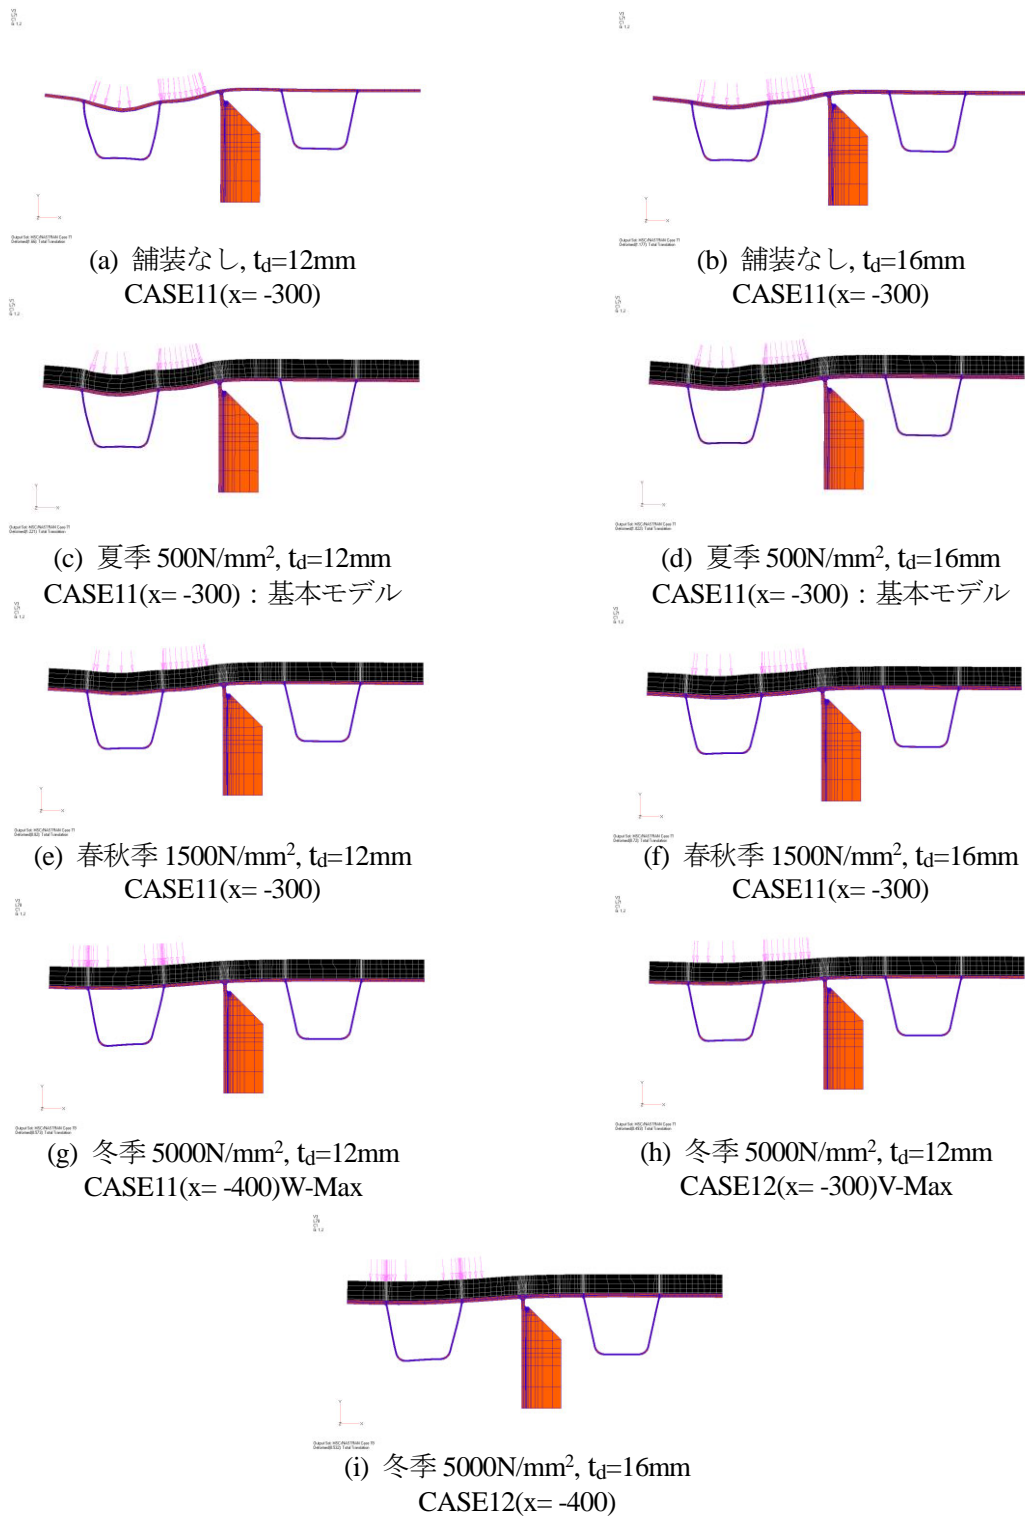 (a) 舗装なし, td=12mm
CASE11(x= -300)
(b) 舗装なし, td=16mm
CASE11(x= -300)
(c) 夏季 500N/mm², td=12mm
CASE11(x= -300)：基本モデル
(d) 夏季 500N/mm², td=16mm
CASE11(x= -300)：基本モデル
(e) 春秋季 1500N/mm², td=12mm
CASE11(x= -300)
(f) 春秋季 1500N/mm², td=16mm
CASE11(x= -300)
(g) 冬季 5000N/mm², td=12mm
CASE11(x= -400)W-Max
(h) 冬季 5000N/mm², td=12mm
CASE12(x= -300)V-Max
(i) 冬季 5000N/mm², td=16mm
CASE12(x= -400)